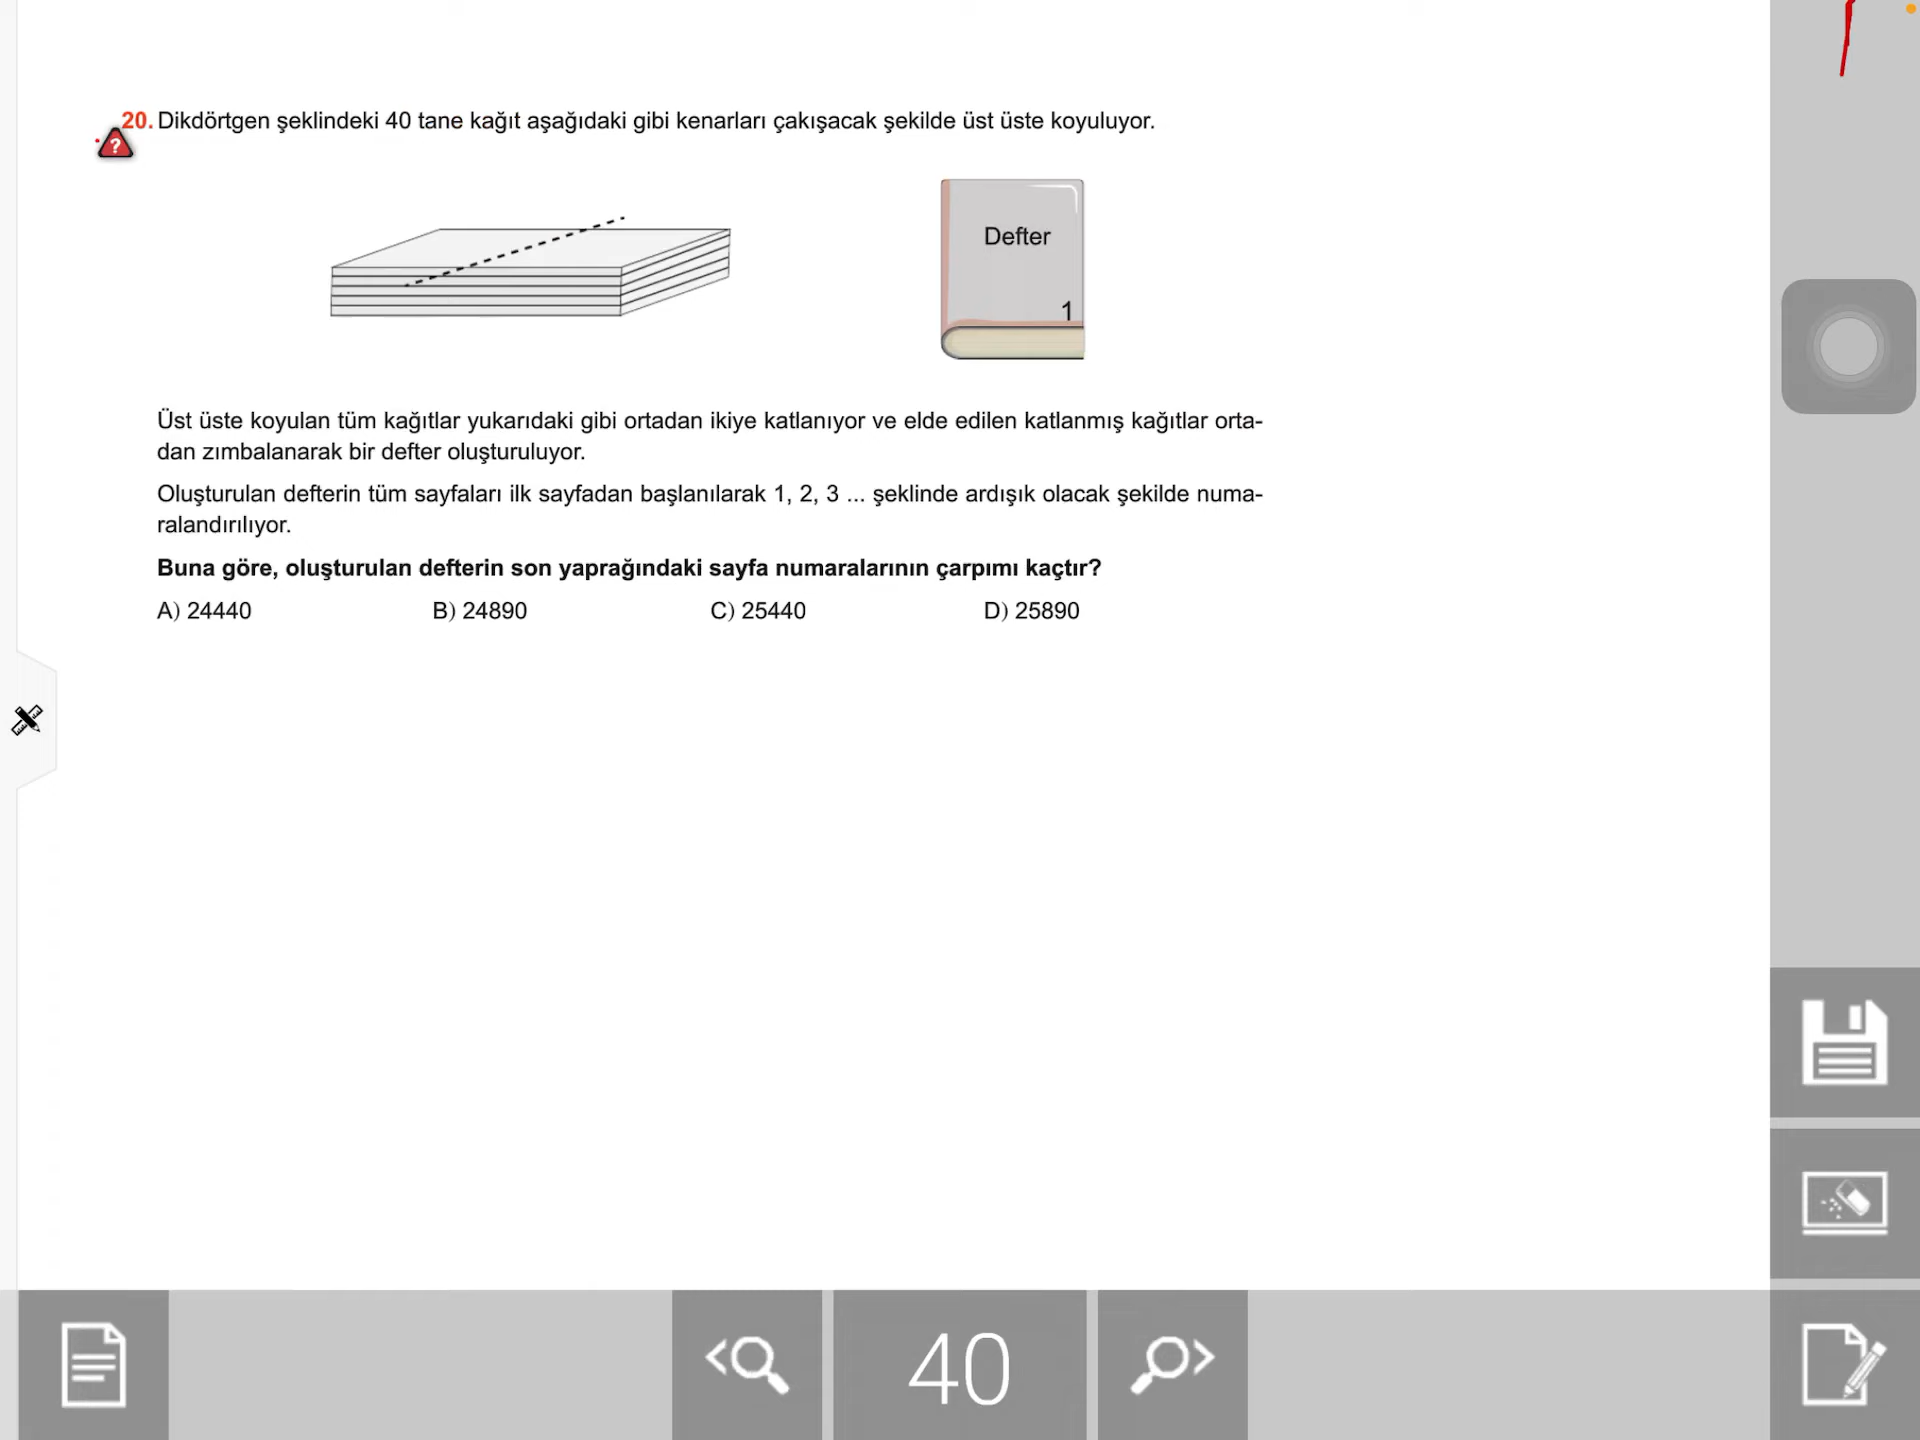 20. Dikdörtgen şeklindeki 40 tane kağıt aşağıdaki gibi kenarları çakışacak şekilde üst üste koyuluyor.
?
Defter
1
Üst üste koyulan tüm kağıtlar yukarıdaki gibi ortadan ikiye katlanıyor ve elde edilen katlanmış kağıtlar orta-
dan zımbalanarak bir defter oluşturuluyor.
Oluşturulan defterin tüm sayfaları ilk sayfadan başlanılarak 1, 2, 3 ... şeklinde ardışık olacak şekilde numa-
ralandırılıyor.
Buna göre, oluşturulan defterin son yaprağındaki sayfa numaralarının çarpımı kaçtır?
A) 24440 B) 24890 C) 25440 D) 25890
40